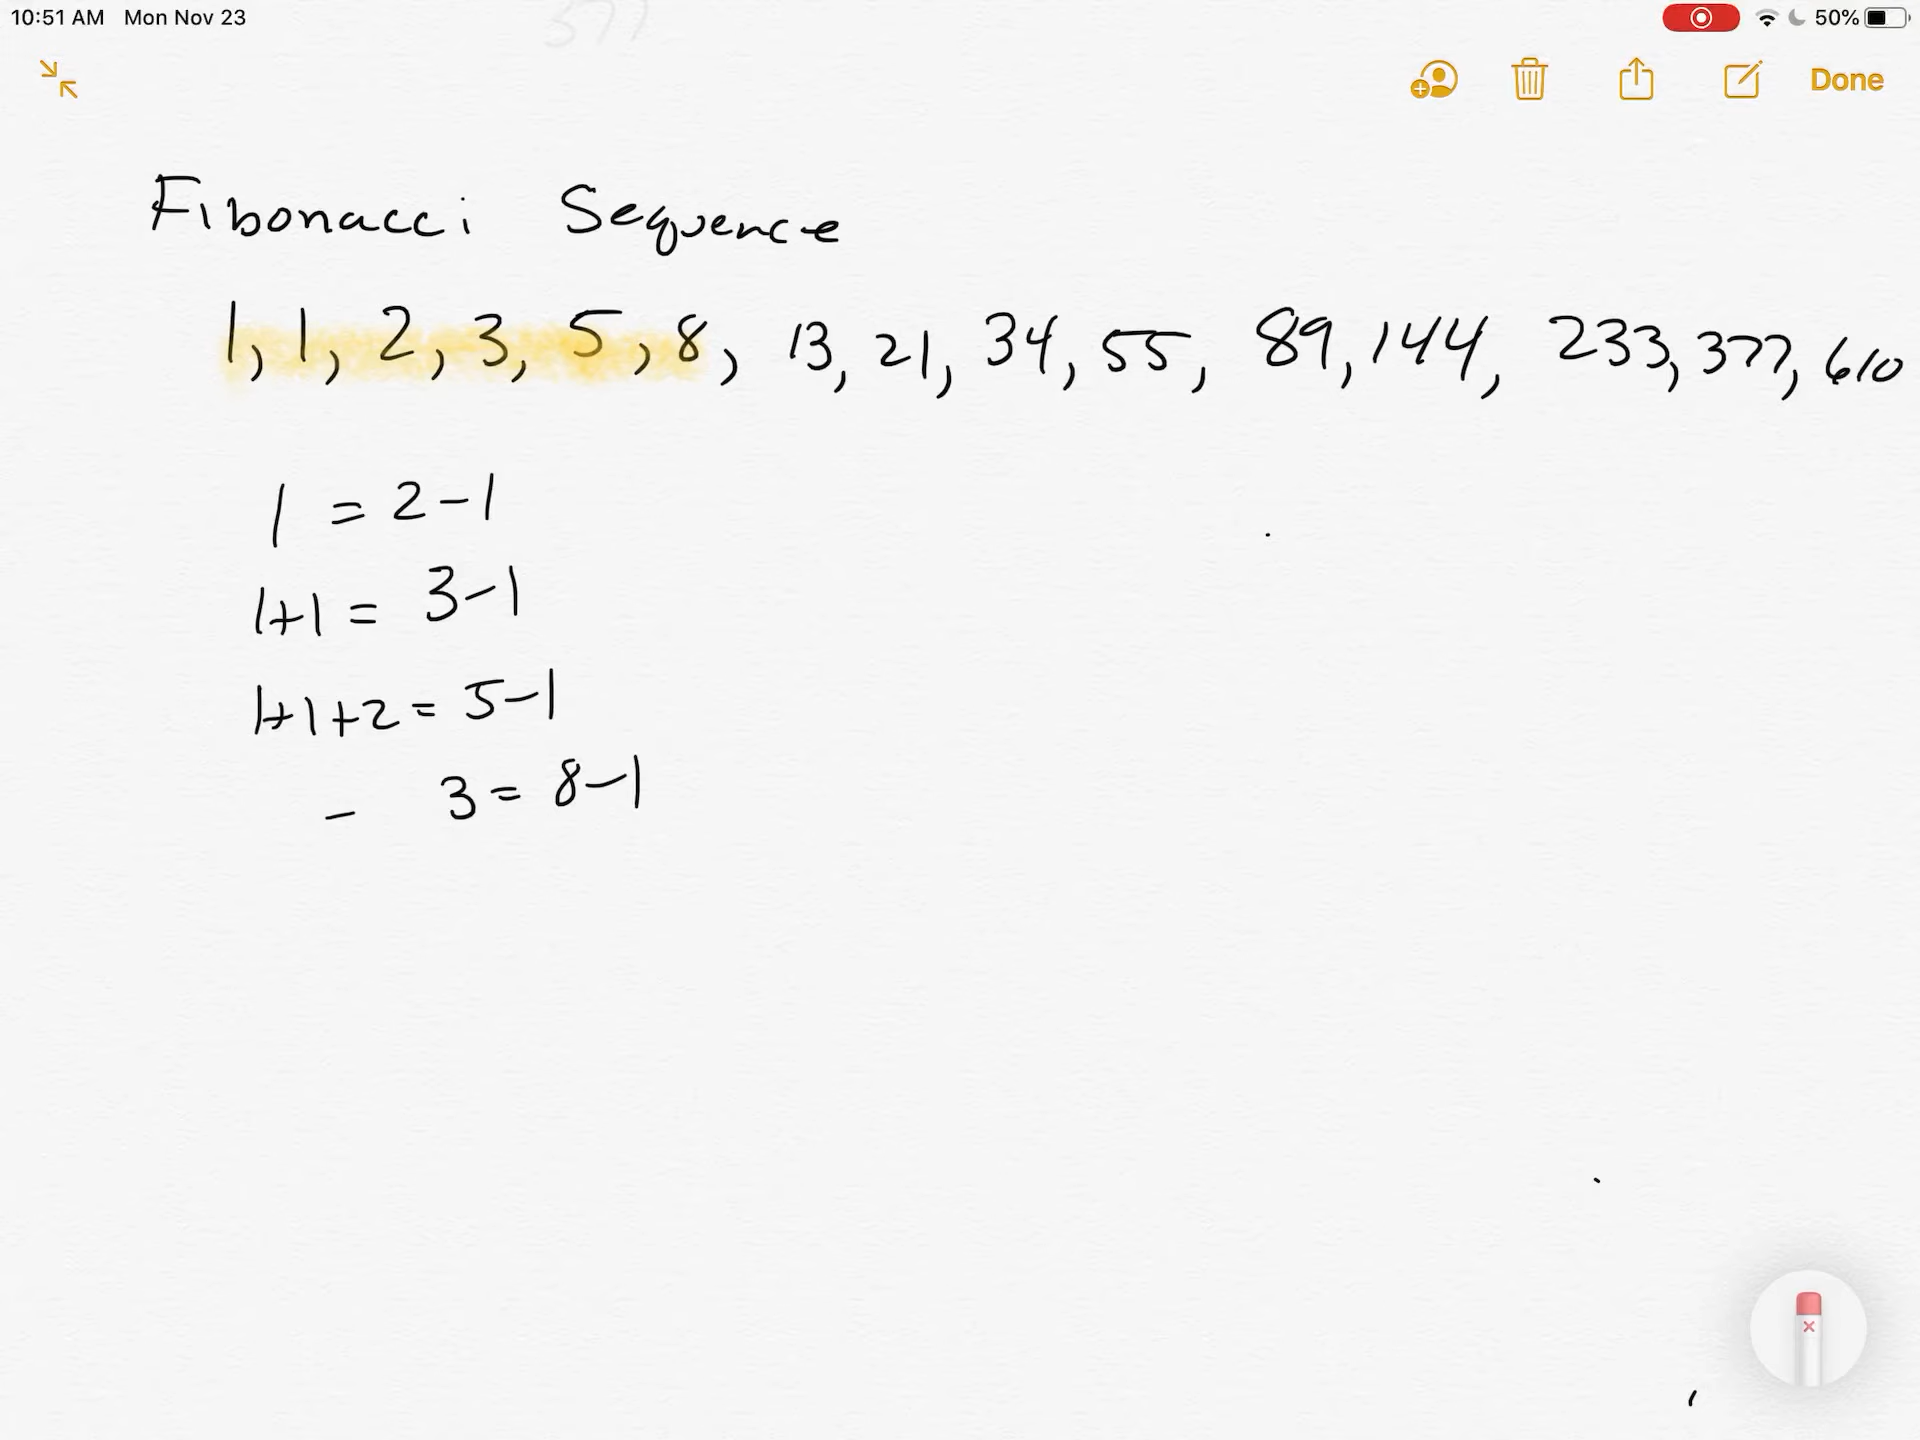 10:51 AM Mon Nov 23
50%
Done
Fibonacci Sequence
1, 1, 2, 3, 5, 8, 13, 21, 34, 55, 89, 144, 233, 377, 610
1 = 2-1
1+1 = 3-1
1+1+2 = 5-1
- 3 = 8-1